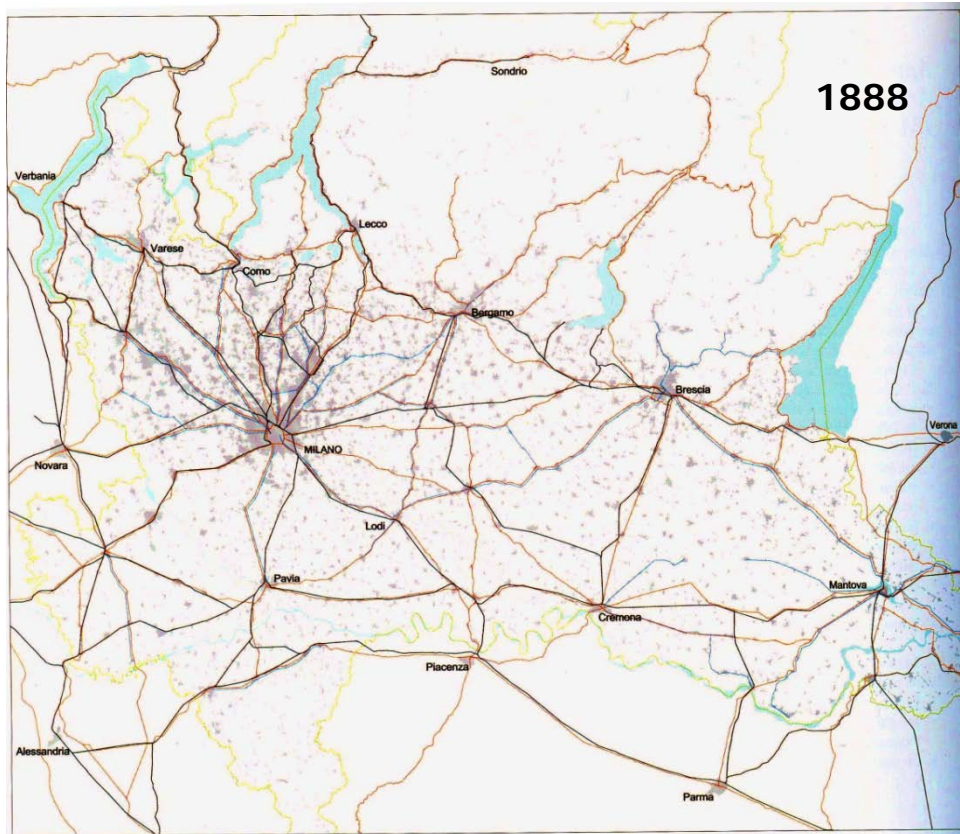 Sondrio
1888
Verbania
Lecco
Varese
Como
Bergamo
Brescia
Verona
MILANO
Novara
Lodi
Pavia
Mantova
Cremona
Piacenza
Alessandria
Parma